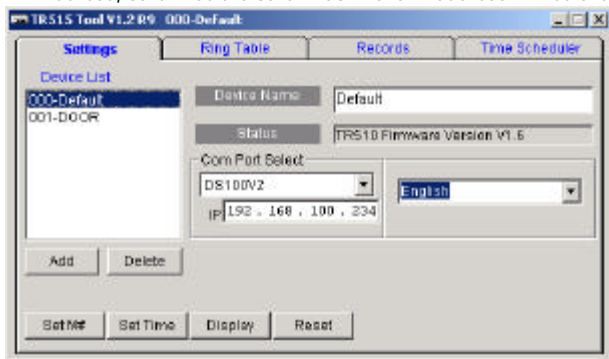 TR515 Tool V1.2 R9 000-Default
Settings Ring Table Records Time Scheduler
Device List
000-Default
001-DOOR
Device Name Default
Status TR510 Firmware Version V1.6
Com Port Select
DS100V2
English
IP 192 . 168 . 100 . 234
Add Delete
Set M# Set Time Display Reset